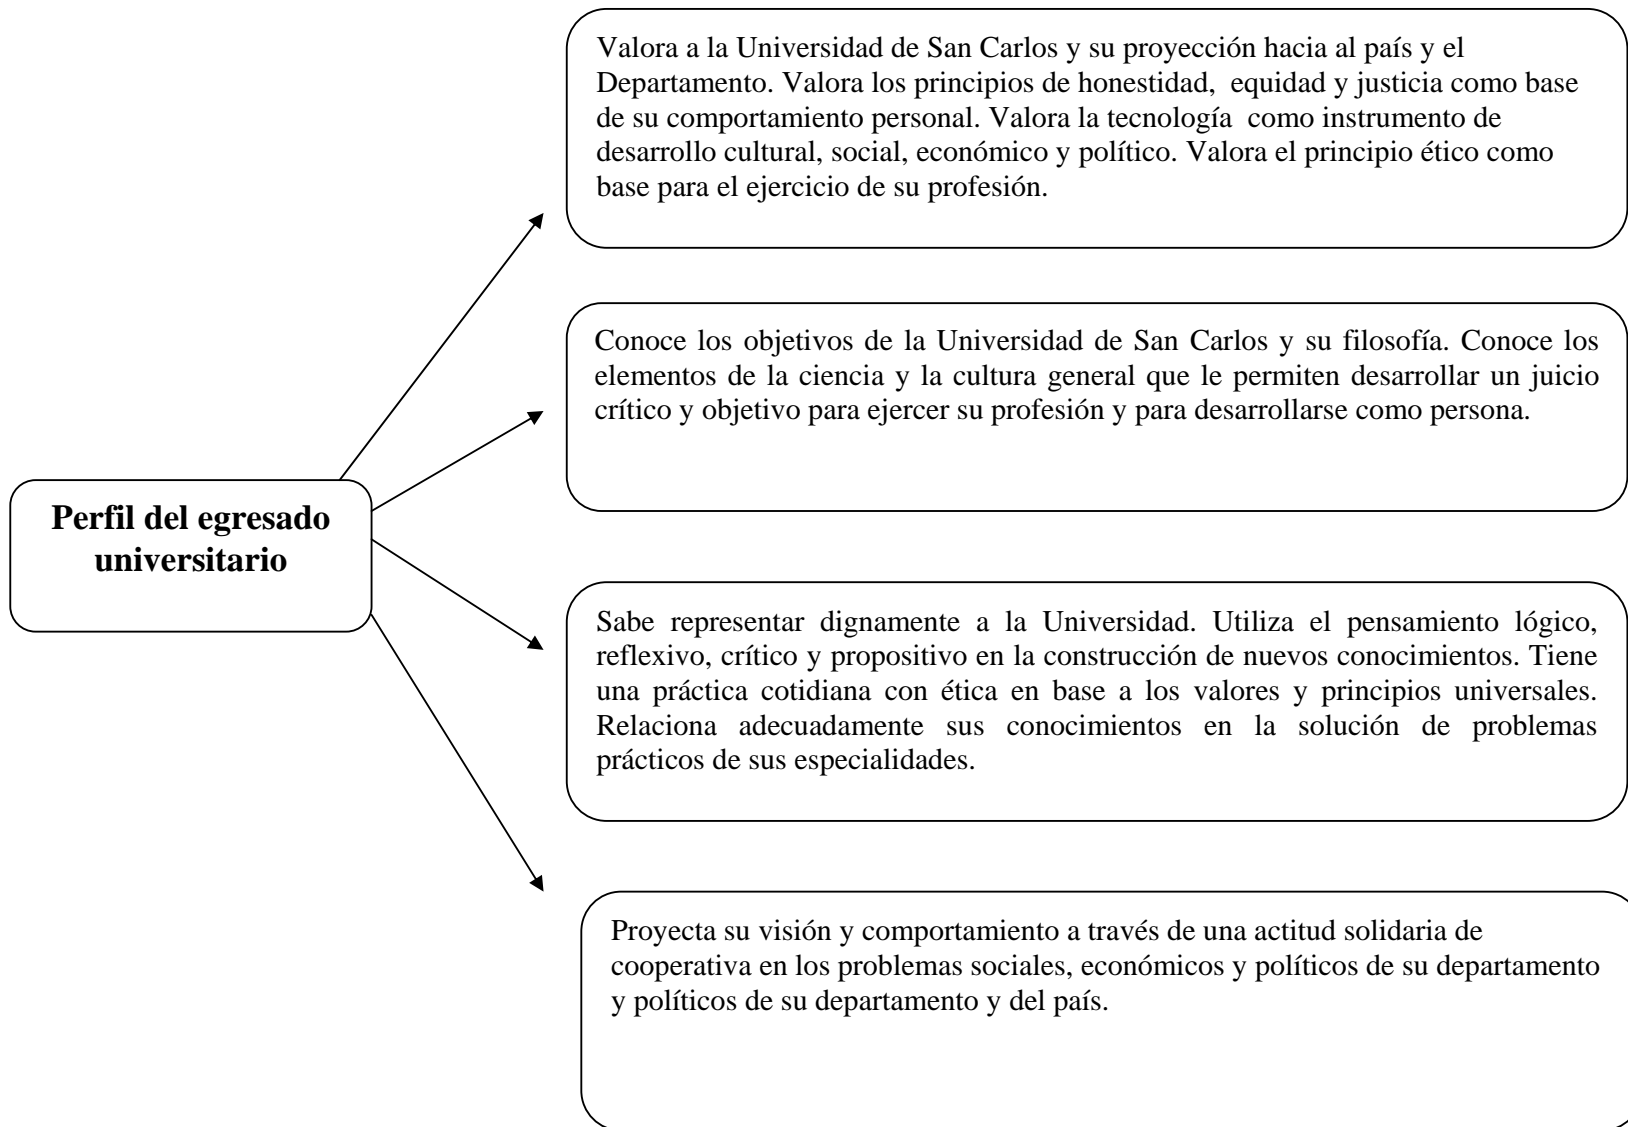 Valora a la Universidad de San Carlos y su proyección hacia al país y el
Departamento. Valora los principios de honestidad, equidad y justicia como base
de su comportamiento personal. Valora la tecnología como instrumento de
desarrollo cultural, social, económico y político. Valora el principio ético como
base para el ejercicio de su profesión.
Conoce los objetivos de la Universidad de San Carlos y su filosofía. Conoce los
elementos de la ciencia y la cultura general que le permiten desarrollar un juicio
crítico y objetivo para ejercer su profesión y para desarrollarse como persona.
Perfil del egresado
universitario
Sabe representar dignamente a la Universidad. Utiliza el pensamiento lógico,
reflexivo, crítico y propositivo en la construcción de nuevos conocimientos. Tiene
una práctica cotidiana con ética en base a los valores y principios universales.
Relaciona adecuadamente sus conocimientos en la solución de problemas
prácticos de sus especialidades.
Proyecta su visión y comportamiento a través de una actitud solidaria de
cooperativa en los problemas sociales, económicos y políticos de su departamento
y políticos de su departamento y del país.